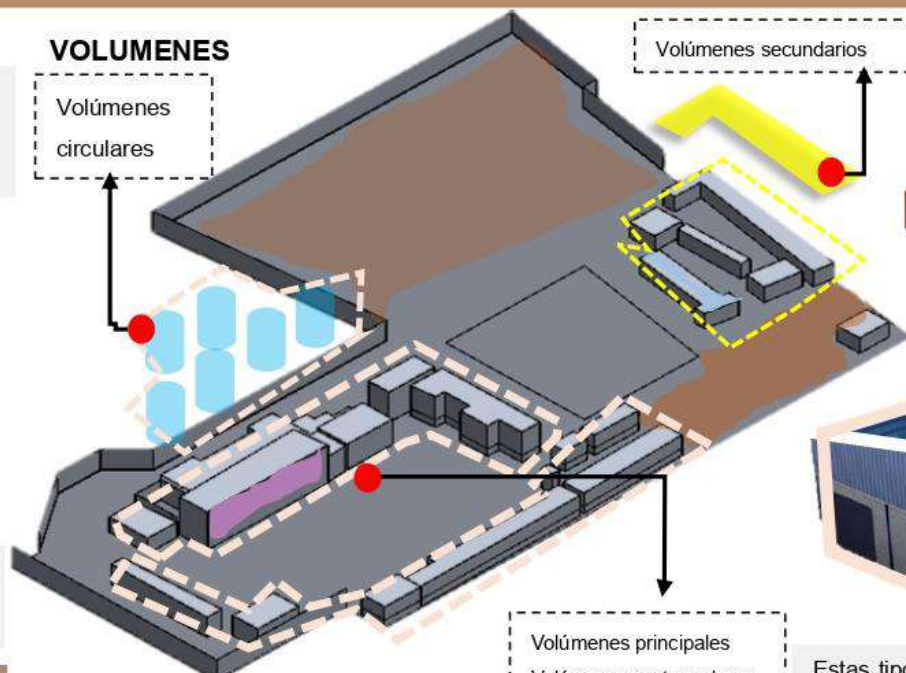 VOLUMENES
Volúmenes secundarios
Volúmenes
circulares
Volúmenes principales
Estas tipo